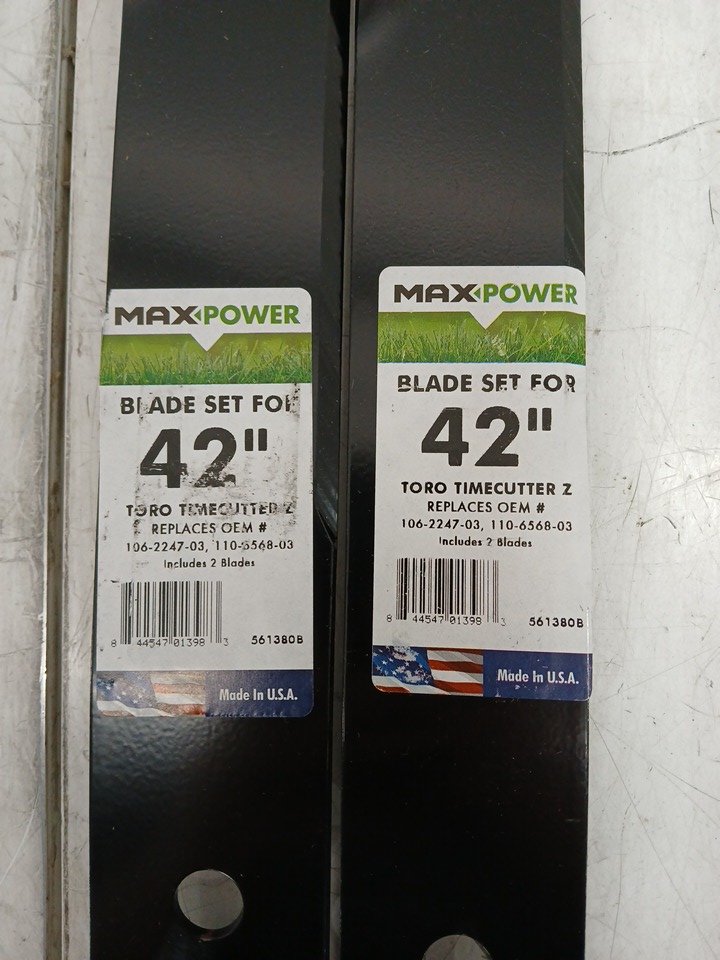 MAXPOWER
BLADE SET FOR
42"
TORO TIMECUTTER Z
REPLACES OEM #
106-2247-03, 110-6568-03
Includes 2 Blades
8 44547 01398 3
561380B
Made In U.S.A.
MAXPOWER
BLADE SET FOR
42"
TORO TIMECUTTER Z
REPLACES OEM #
106-2247-03, 110-6568-03
Includes 2 Blades
8 44547 01398 3
561380B
Made In U.S.A.